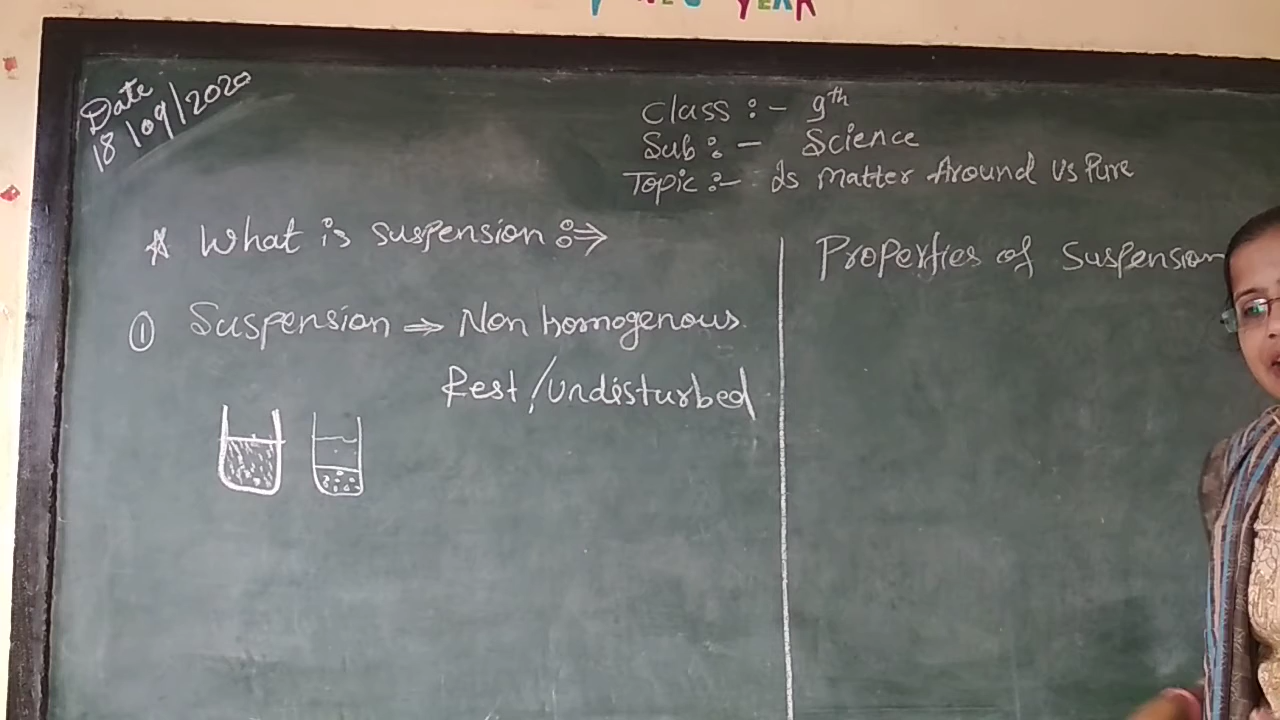 YEAR
Date
18/09/2020
Class :- 9th
Sub :- Science
Topic :- Is Matter Around Us Pure
What is suspension :⇒
① Suspension ⇒ Non homogenous
Rest/Undisturbed
Properties of Suspension